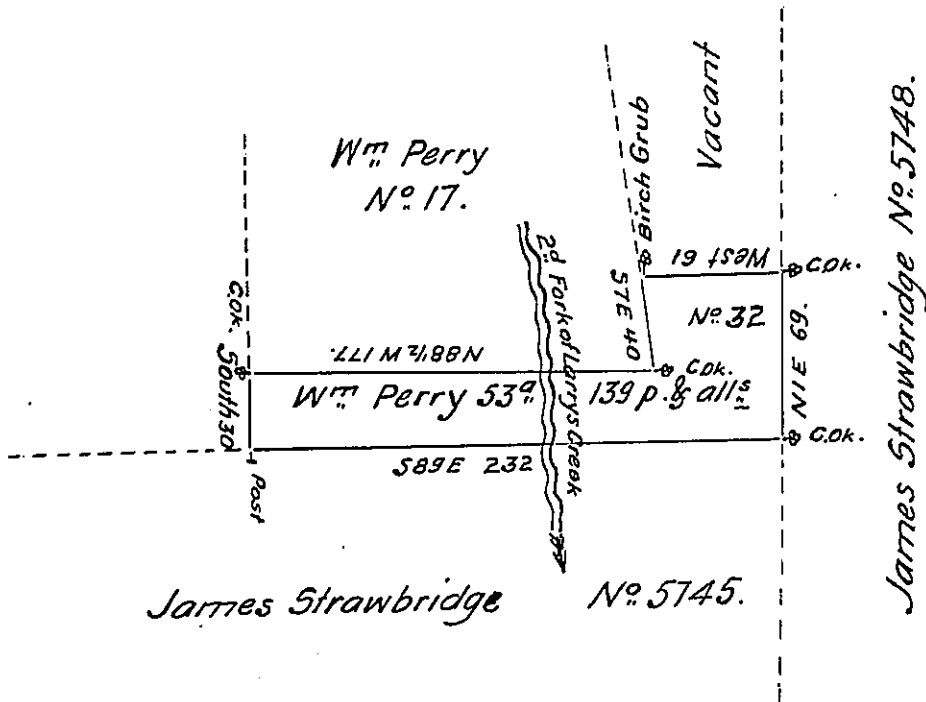 Wm Perry
No 17.
Vacant
Birch Grub
West 61
C.Ok.
S7E 40
No 32
N1E 69.
2d Fork of Larrys Creek
C.Ok.
South 30
N88½W 177.
C.Ok.
Wm Perry 53a 139 p. & alls
C.Ok.
S89E 232
Post
James Strawbridge No 5745.
James Strawbridge No 5748.